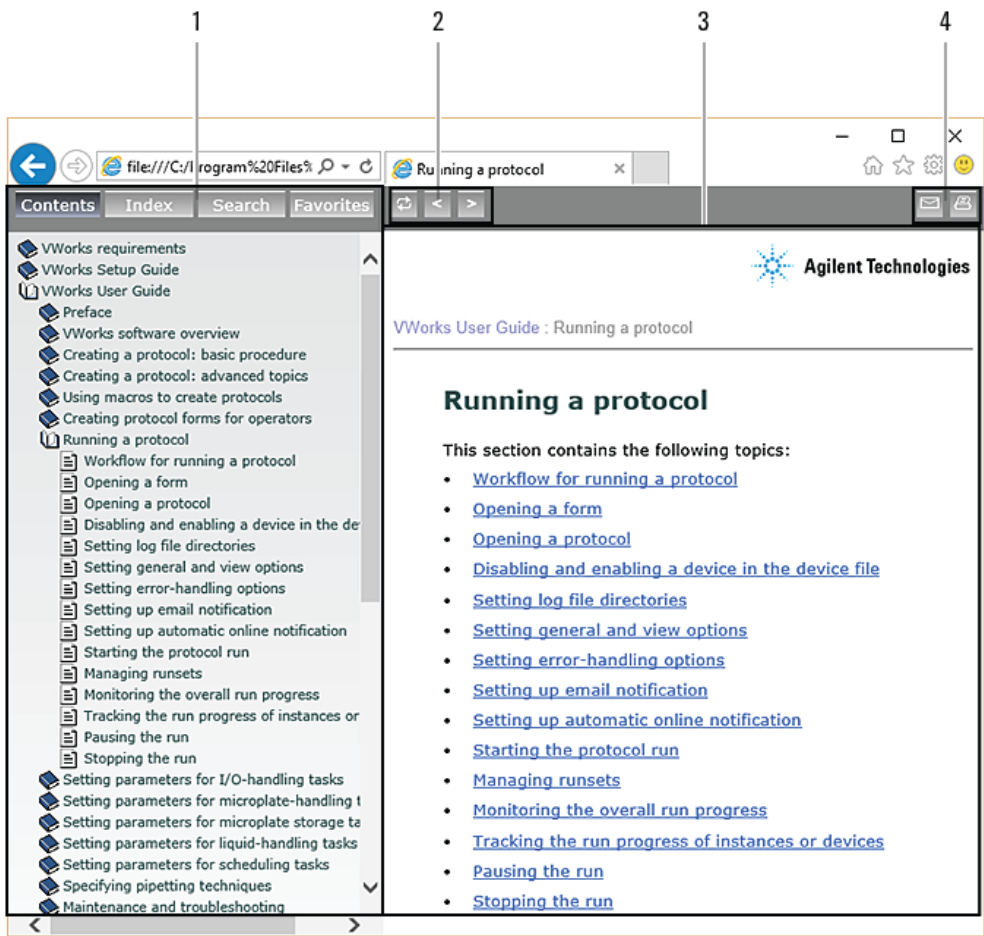 1 2 3 4
file:///C:/Program%20Files%
Running a protocol
Contents Index Search Favorites
VWorks requirements
VWorks Setup Guide
VWorks User Guide
Preface
VWorks software overview
Creating a protocol: basic procedure
Creating a protocol: advanced topics
Using macros to create protocols
Creating protocol forms for operators
Running a protocol
Workflow for running a protocol
Opening a form
Opening a protocol
Disabling and enabling a device in the de
Setting log file directories
Setting general and view options
Setting error-handling options
Setting up email notification
Setting up automatic online notification
Starting the protocol run
Managing runsets
Monitoring the overall run progress
Tracking the run progress of instances or
Pausing the run
Stopping the run
Setting parameters for I/O-handling tasks
Setting parameters for microplate-handling t
Setting parameters for microplate storage ta
Setting parameters for liquid-handling tasks
Setting parameters for scheduling tasks
Specifying pipetting techniques
Maintenance and troubleshooting
Agilent Technologies
VWorks User Guide : Running a protocol
Running a protocol
This section contains the following topics:
• Workflow for running a protocol
• Opening a form
• Opening a protocol
• Disabling and enabling a device in the device file
• Setting log file directories
• Setting general and view options
• Setting error-handling options
• Setting up email notification
• Setting up automatic online notification
• Starting the protocol run
• Managing runsets
• Monitoring the overall run progress
• Tracking the run progress of instances or devices
• Pausing the run
• Stopping the run